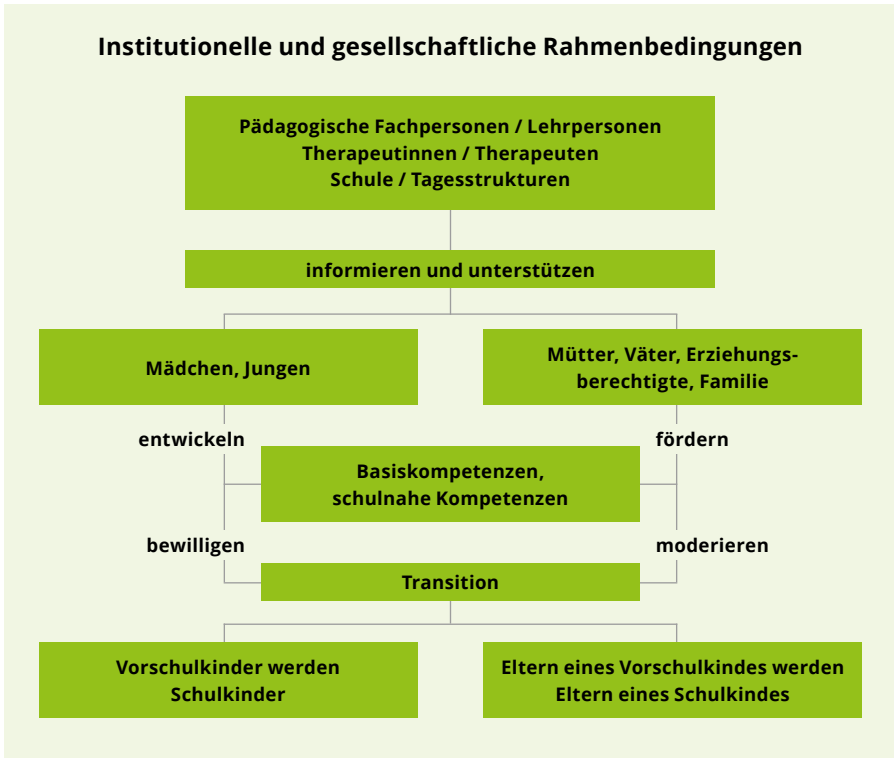 Institutionelle und gesellschaftliche Rahmenbedingungen
Pädagogische Fachpersonen / Lehrpersonen
Therapeutinnen / Therapeuten
Schule / Tagesstrukturen
informieren und unterstützen
Mädchen, Jungen
Mütter, Väter, Erziehungs-
berechtigte, Familie
entwickeln
fördern
Basiskompetenzen,
schulnahe Kompetenzen
bewilligen
moderieren
Transition
Vorschulkinder werden
Schulkinder
Eltern eines Vorschulkindes werden
Eltern eines Schulkindes